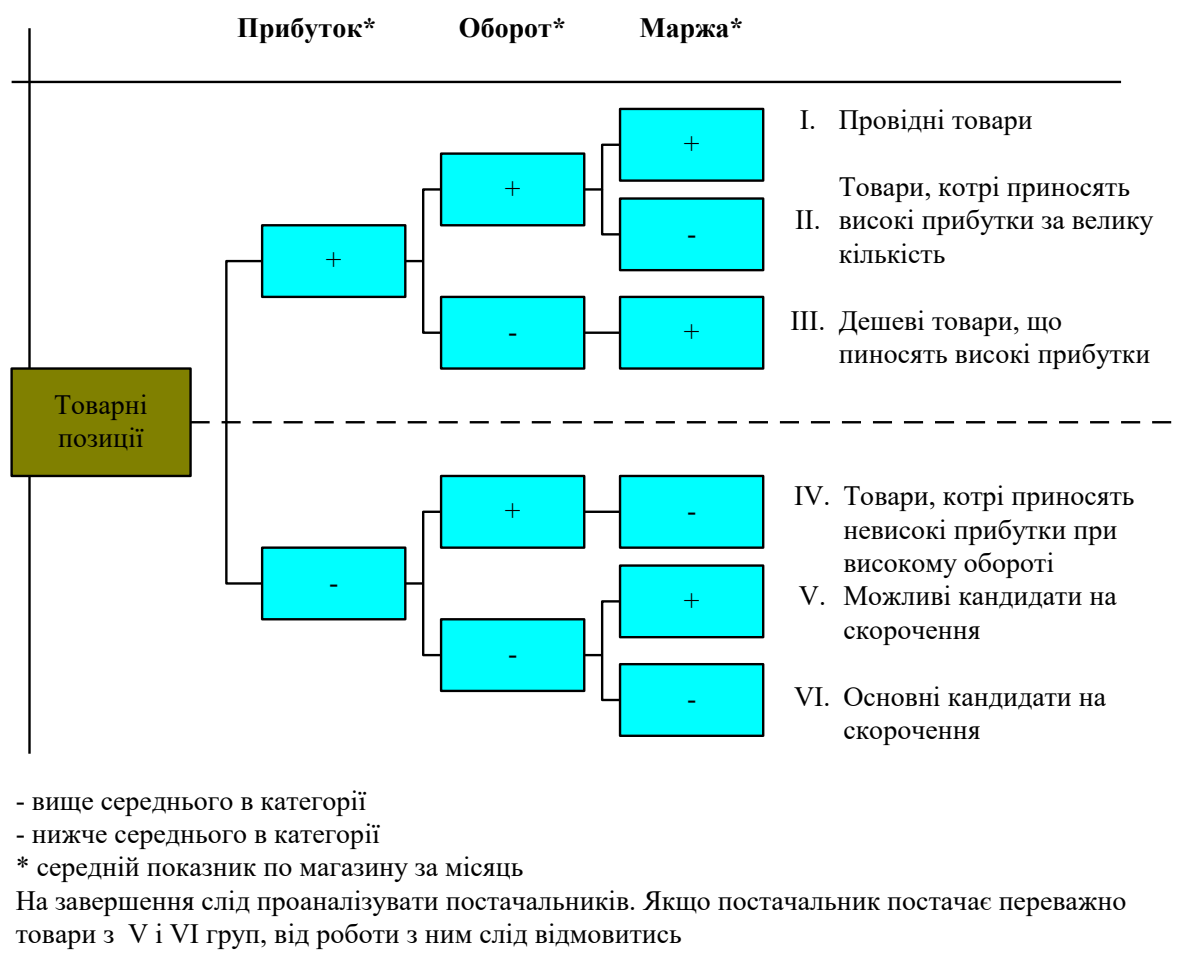 Прибуток* Оборот* Маржа*
+
I. Провідні товари
+
Товари, котрі приносять
- II. високі прибутки за велику
кількість
+
- + III. Дешеві товари, що
пиносять високі прибутки
Товарні
позиції
+ - IV. Товари, котрі приносять
невисокі прибутки при
високому обороті
-
+ V. Можливі кандидати на
скорочення
-
- VI. Основні кандидати на
скорочення
- вище середнього в категорії
- нижче середнього в категорії
* середній показник по магазину за місяць
На завершення слід проаналізувати постачальників. Якщо постачальник постачає переважно
товари з V і VI груп, від роботи з ним слід відмовитись